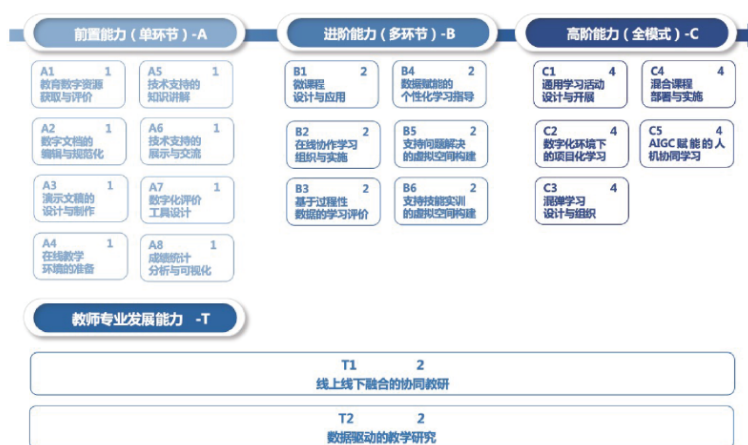 前置能力（单环节）-A
进阶能力（多环节）-B
高阶能力（全模式）-C
A1 1
教育数字资源
获取与评价
A5 1
技术支持的
知识讲解
A2 1
数字文档的
编辑与规范化
A6 1
技术支持的
展示与交流
A3 1
演示文稿的
设计与制作
A7 1
数字化评价
工具设计
A4 1
在线教学
环境的准备
A8 1
成绩统计
分析与可视化
B1 2
微课程
设计与应用
B4 2
数据赋能的
个性化学习指导
B2 2
在线协作学习
组织与实施
B5 2
支持问题解决
的虚拟空间构建
B3 2
基于过程性
数据的学习评价
B6 2
支持技能实训
的虚拟空间构建
C1 4
通用学习活动
设计与开展
C4 4
混合课程
部署与实施
C2 4
数字化环境下
的项目化学习
C5 4
AIGC赋能的人
机协同学习
C3 4
混弹学习
设计与组织
教师专业发展能力 -T
T1 2
线上线下融合的协同教研
T2 2
数据驱动的教学研究